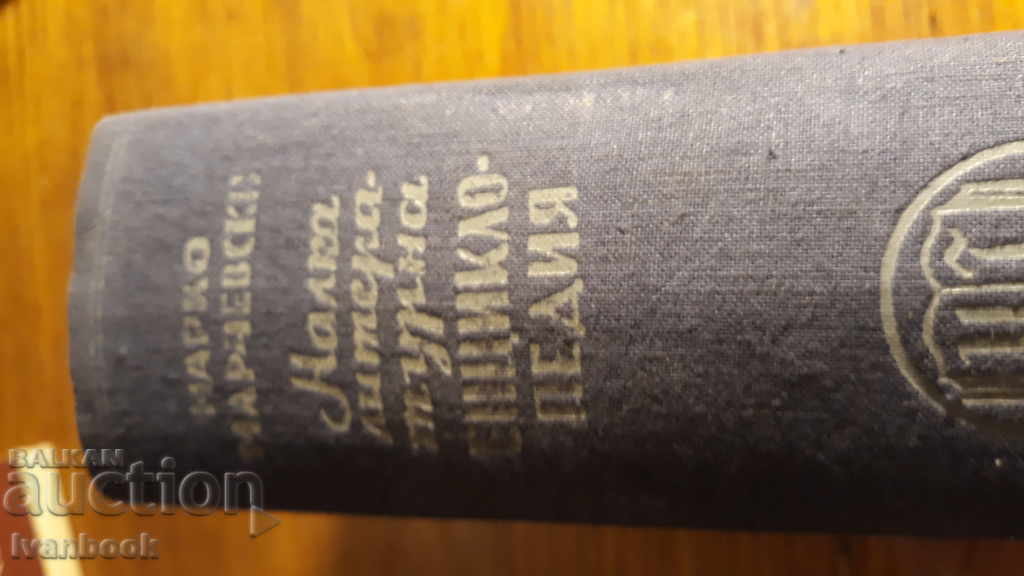 МАРКО
МАРЧЕВСКИ
Малка
литера-
турна
ЕНЦИКЛО-
ПЕДИЯ
BALKAN
auction
Ivanbook